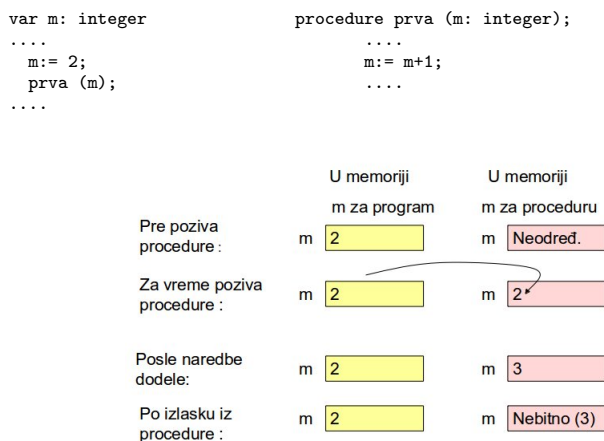 var m: integer
....
m:= 2;
prva (m);
....
procedure prva (m: integer);
....
m:= m+1;
....
U memoriji
m za program
U memoriji
m za proceduru
Pre poziva
procedure :
m 2
m Neodređ.
Za vreme poziva
procedure :
m 2
m 2
Posle naredbe
dodele:
m 2
m 3
Po izlasku iz
procedure :
m 2
m Nebitno (3)